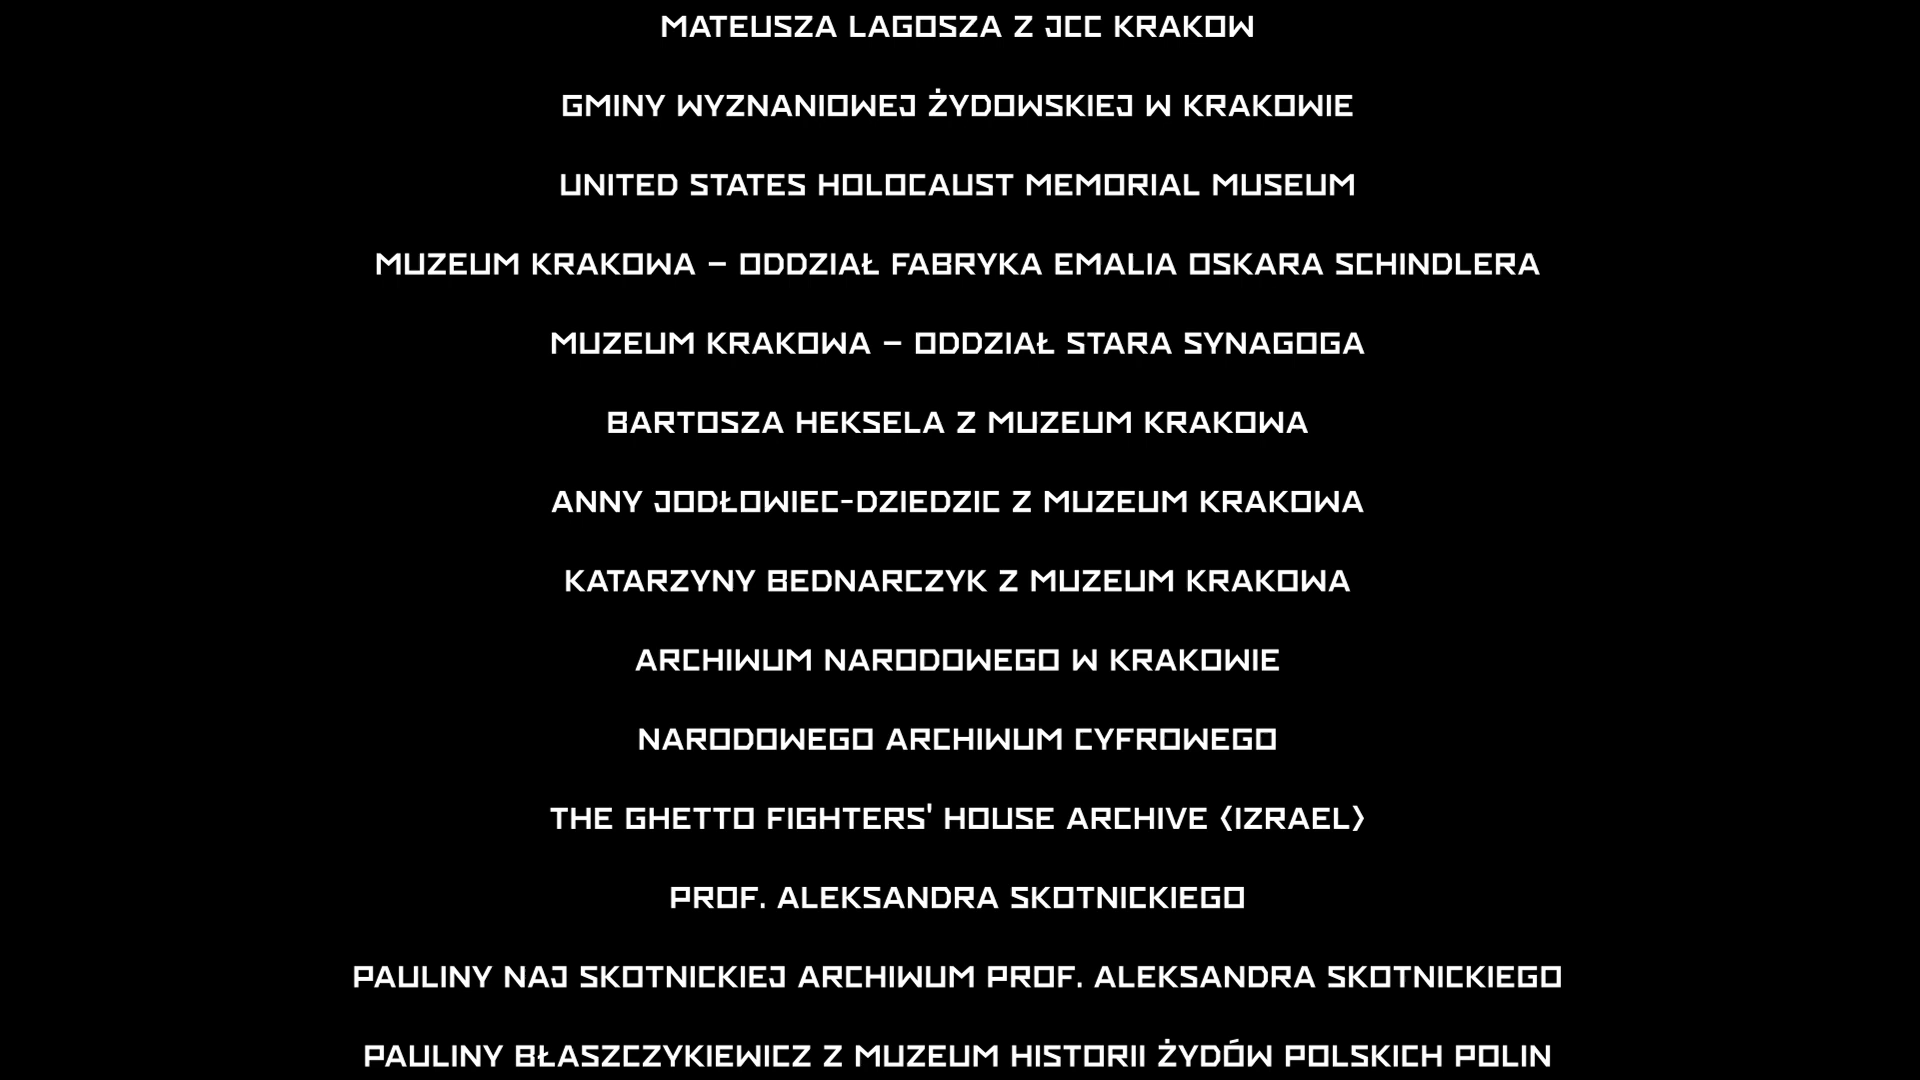 MATEUSZA LAGOSZA Z JCC KRAKOW
GMINY WYZNANIOWEJ ŻYDOWSKIEJ W KRAKOWIE
UNITED STATES HOLOCAUST MEMORIAL MUSEUM
MUZEUM KRAKOWA – ODDZIAŁ FABRYKA EMALIA OSKARA SCHINDLERA
MUZEUM KRAKOWA – ODDZIAŁ STARA SYNAGOGA
BARTOSZA HEKSELA Z MUZEUM KRAKOWA
ANNY JODŁOWIEC-DZIEDZIC Z MUZEUM KRAKOWA
KATARZYNY BEDNARCZYK Z MUZEUM KRAKOWA
ARCHIWUM NARODOWEGO W KRAKOWIE
NARODOWEGO ARCHIWUM CYFROWEGO
THE GHETTO FIGHTERS' HOUSE ARCHIVE (IZRAEL)
PROF. ALEKSANDRA SKOTNICKIEGO
PAULINY NAJ SKOTNICKIEJ ARCHIWUM PROF. ALEKSANDRA SKOTNICKIEGO
PAULINY BŁASZCZYKIEWICZ Z MUZEUM HISTORII ŻYDÓW POLSKICH POLIN